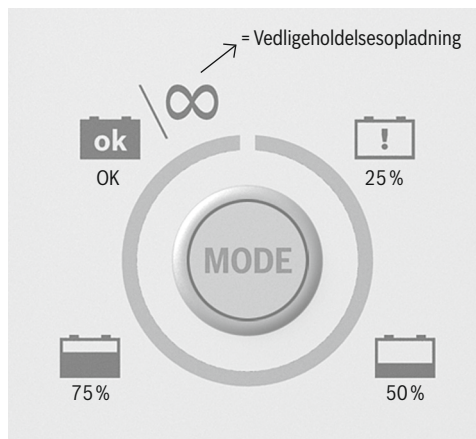 = Vedligeholdelsesopladning
ok / ∞
OK
!
25 %
MODE
75 %
50 %